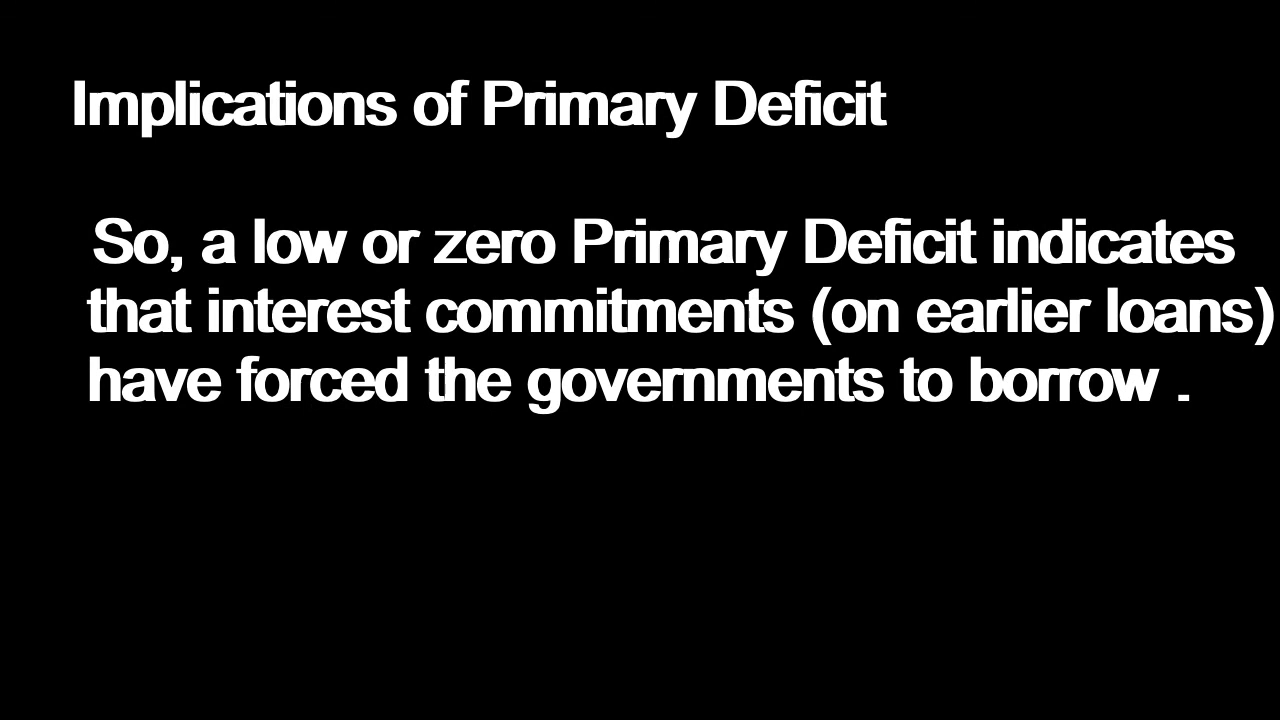 Implications of Primary Deficit
So, a low or zero Primary Deficit indicates
that interest commitments (on earlier loans)
have forced the governments to borrow .